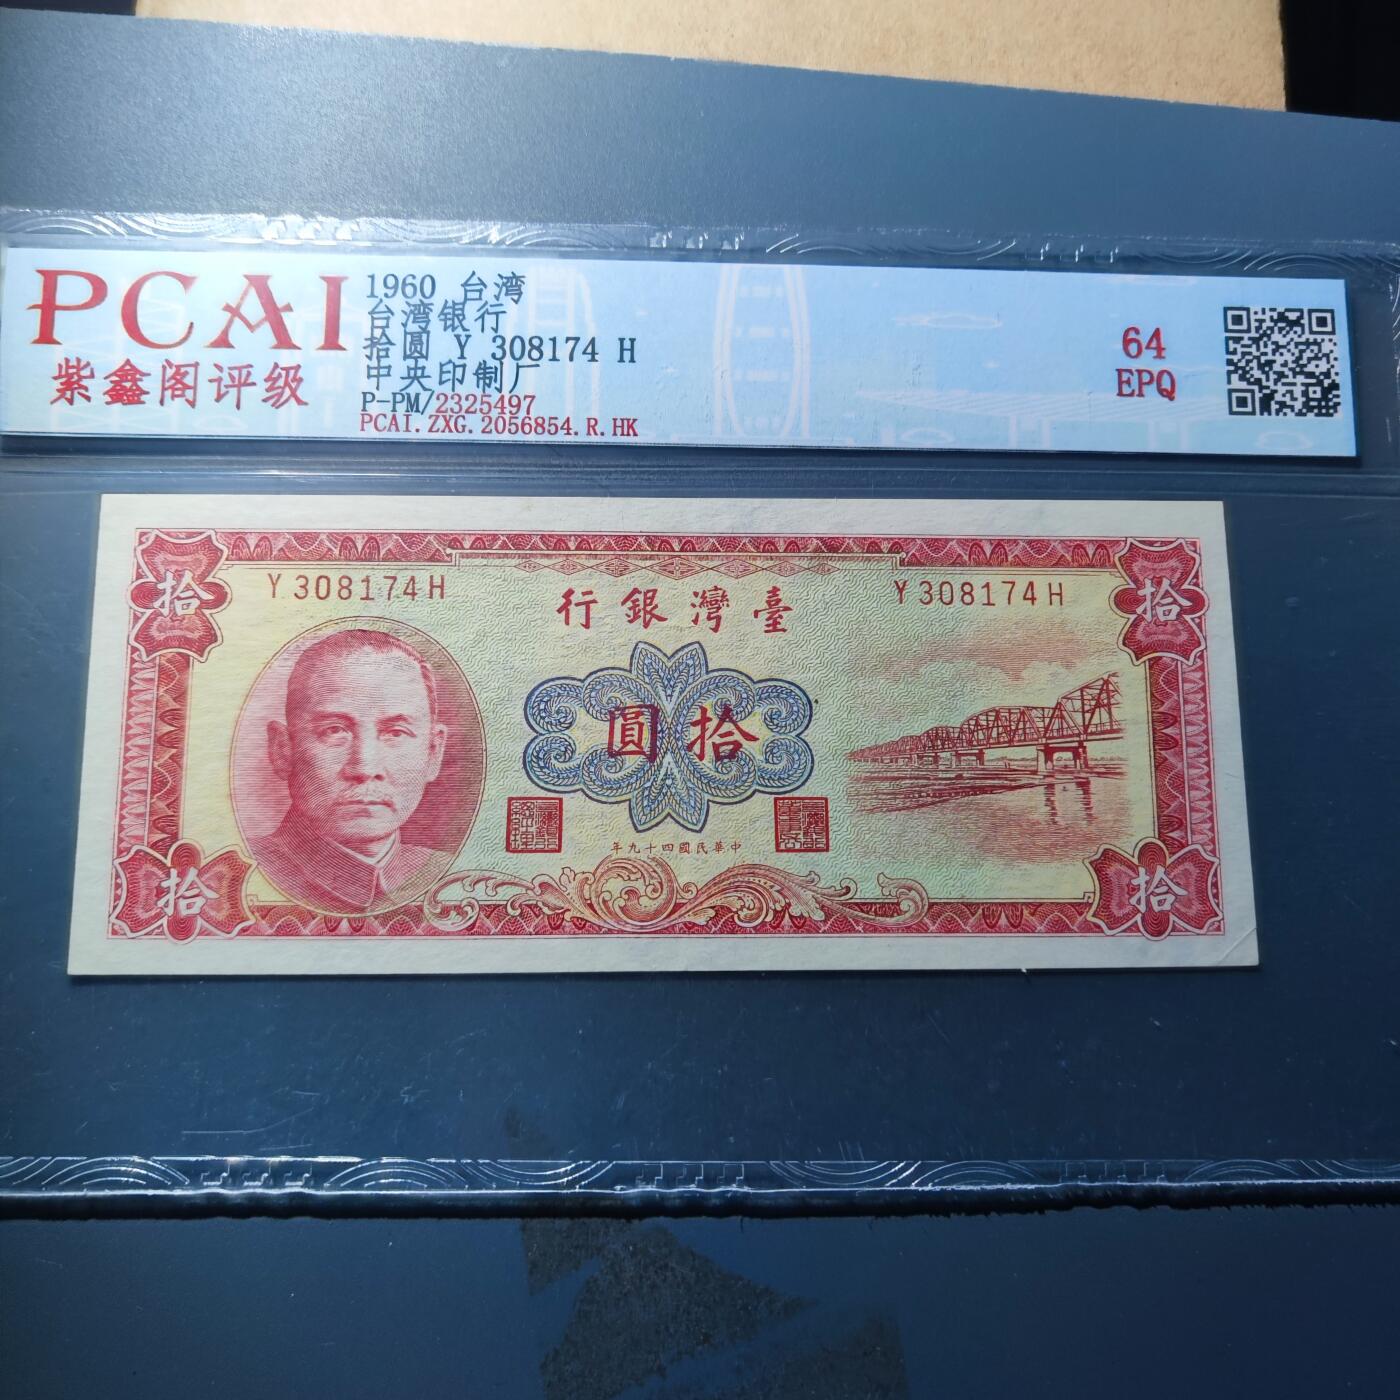 PCAI
紫鑫阁评级
1960 台湾
台湾银行
拾圆 Y 308174 H
中央印制厂
P-PM/2325497
PCAI.ZXG.2056854.R.HK
64
EPQ
拾
Y308174H
行銀灣臺
Y308174H
拾
圓拾
年九十四國民華中
拾
拾